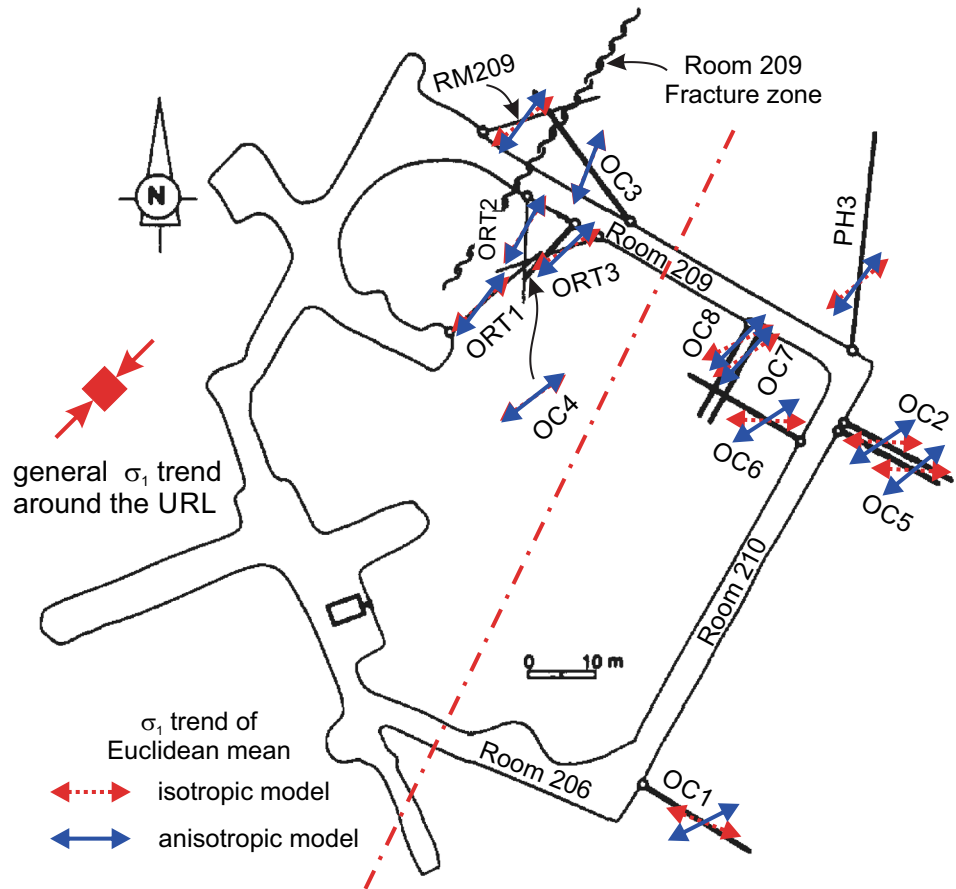 Room 209
Fracture zone
RM209
N
OC3
PH3
ORT2
Room 209
ORT3
ORT1
OC8
OC7
OC4
OC6
OC2
OC5
general σ₁ trend
around the URL
Room 210
0 10 m
σ₁ trend of
Euclidean mean
isotropic model
anisotropic model
Room 206
OC1